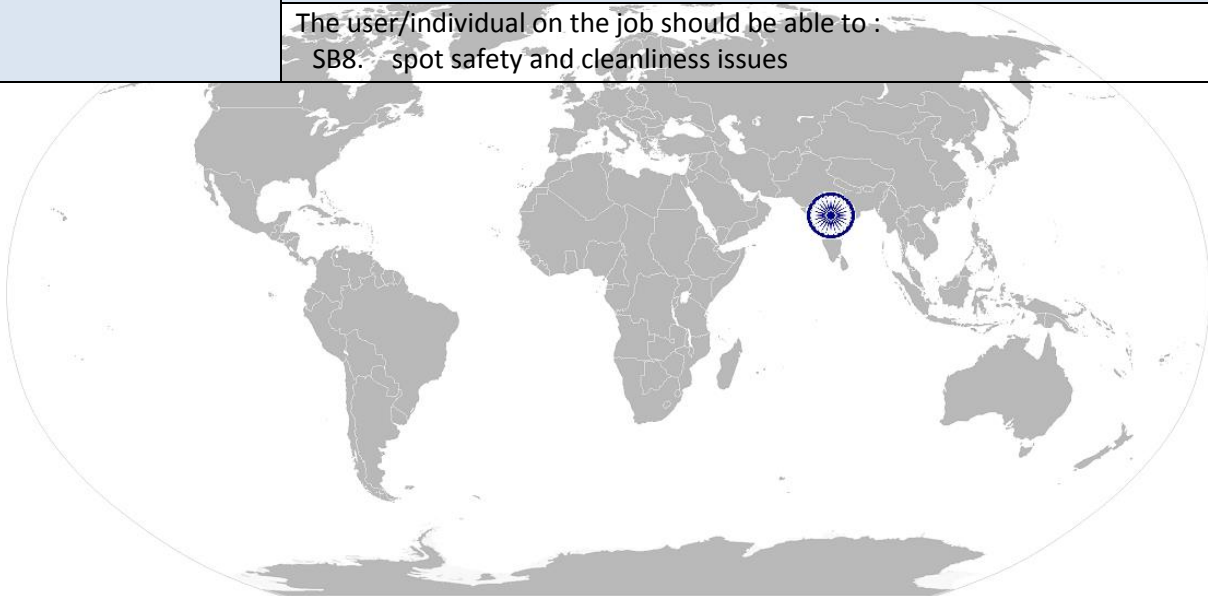 The user/individual on the job should be able to :
SB8. spot safety and cleanliness issues